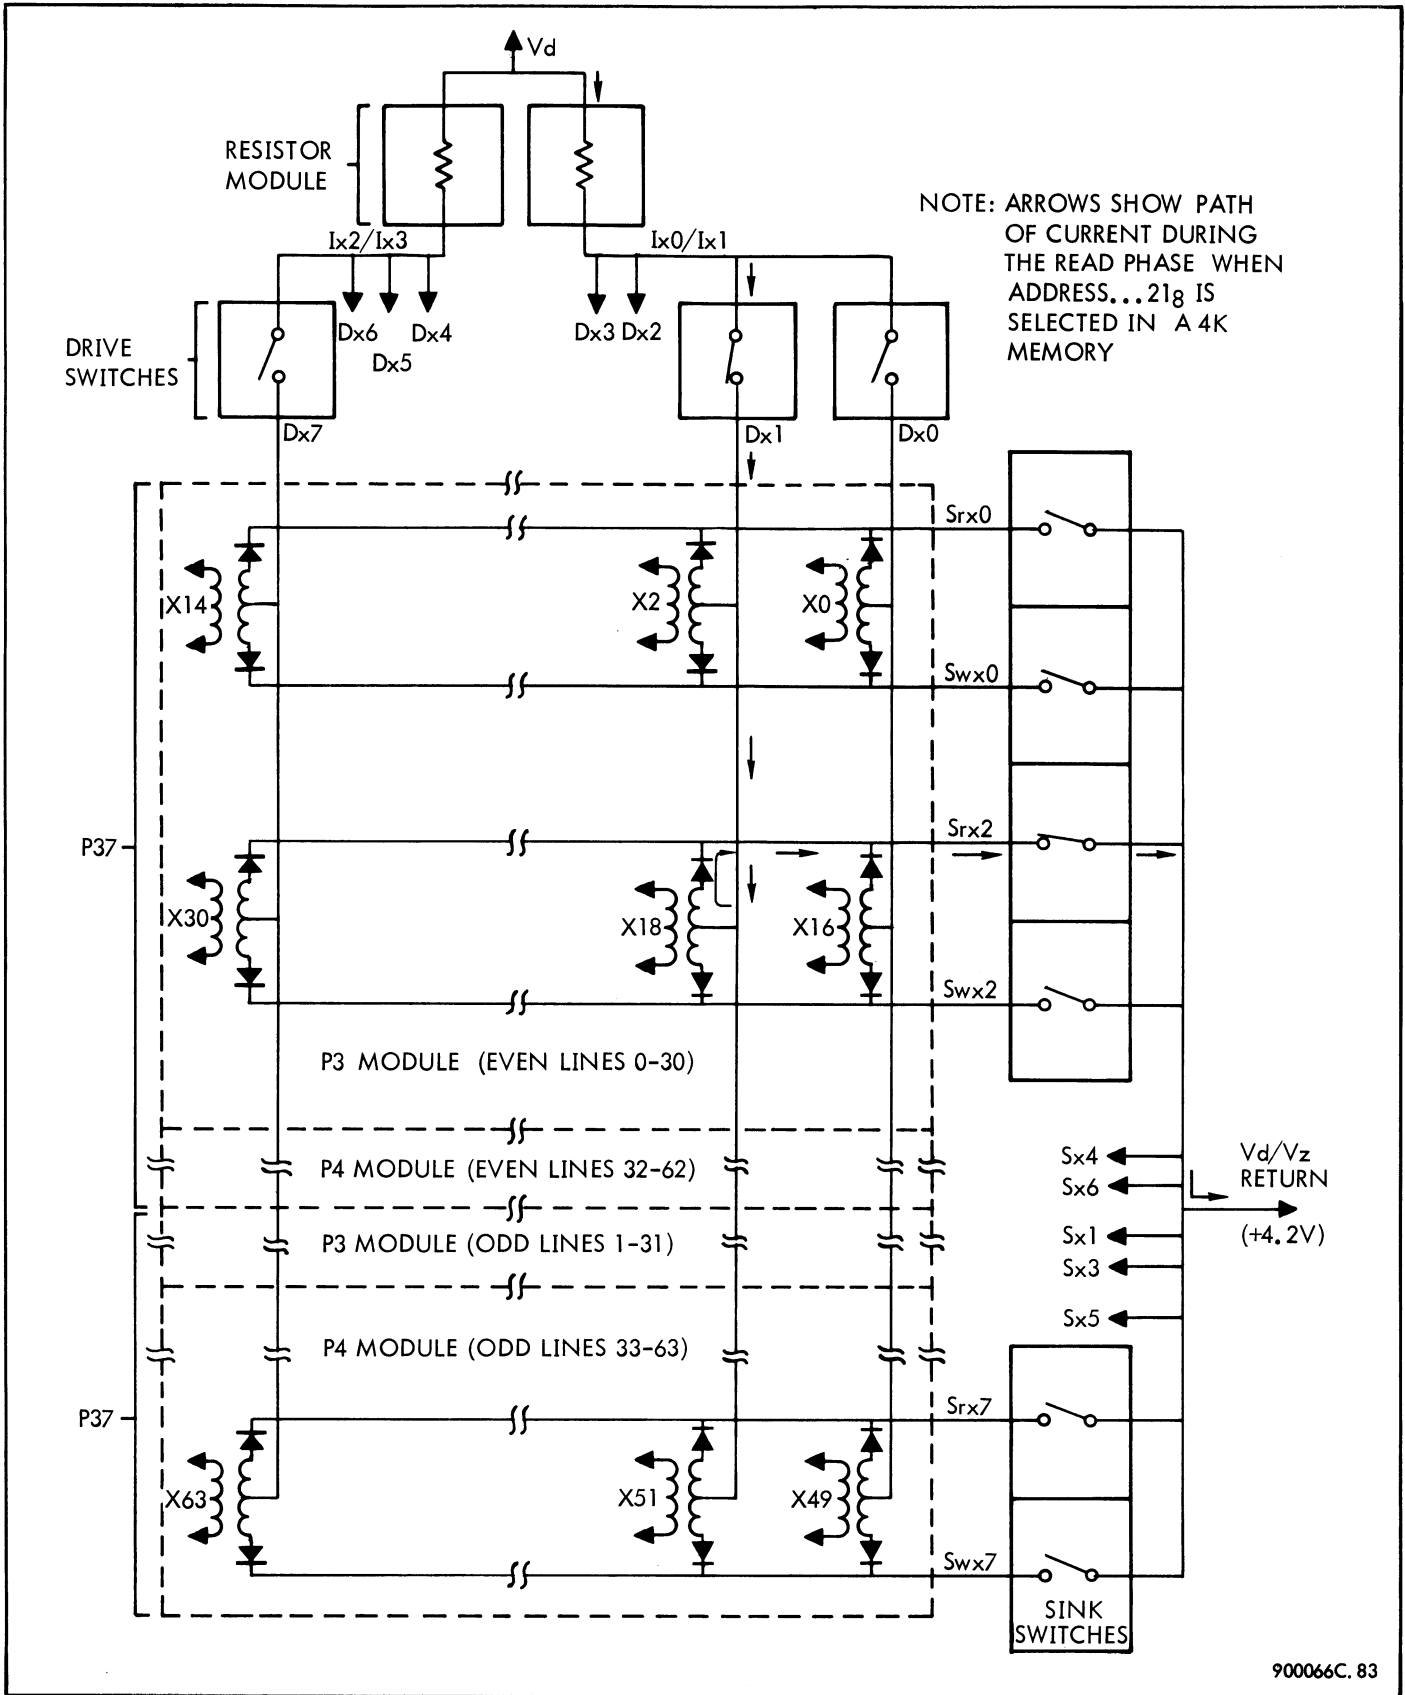 Vd
RESISTOR
MODULE
NOTE: ARROWS SHOW PATH
OF CURRENT DURING
THE READ PHASE WHEN
ADDRESS...21₈ IS
SELECTED IN A 4K
MEMORY
Ix2/Ix3
Ix0/Ix1
Dx6
Dx4
Dx5
Dx3 Dx2
DRIVE
SWITCHES
Dx7
Dx1
Dx0
Srx0
X14
X2
X0
Swx0
P37
Srx2
X30
X18
X16
Swx2
P3 MODULE (EVEN LINES 0-30)
P4 MODULE (EVEN LINES 32-62)
Sx4
Sx6
Vd/Vz
RETURN
(+4.2V)
P3 MODULE (ODD LINES 1-31)
Sx1
Sx3
Sx5
P4 MODULE (ODD LINES 33-63)
P37
Srx7
X63
X51
X49
Swx7
SINK
SWITCHES
900066C.83